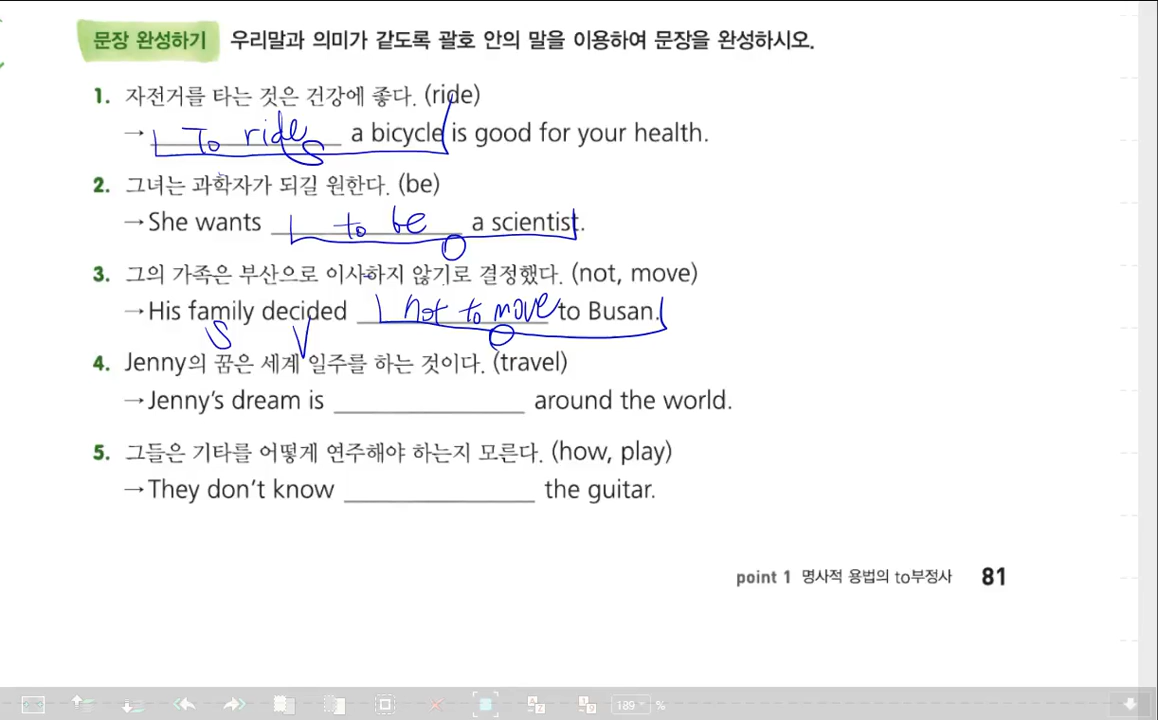 문장 완성하기 우리말과 의미가 같도록 괄호 안의 말을 이용하여 문장을 완성하시오.
1. 자전거를 타는 것은 건강에 좋다. (ride)
→ To ride a bicycle is good for your health.
S
2. 그녀는 과학자가 되길 원한다. (be)
→ She wants to be a scientist.
O
3. 그의 가족은 부산으로 이사하지 않기로 결정했다. (not, move)
→ His family decided not to move to Busan.
S V O
4. Jenny의 꿈은 세계 일주를 하는 것이다. (travel)
→ Jenny's dream is ____________ around the world.
5. 그들은 기타를 어떻게 연주해야 하는지 모른다. (how, play)
→ They don't know ____________ the guitar.
point 1 명사적 용법의 to부정사 81
189 %